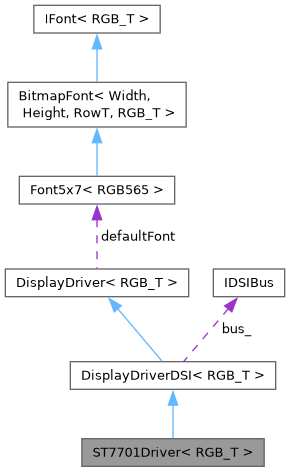 IFont< RGB_T >
BitmapFont< Width,
Height, RowT, RGB_T >
Font5x7< RGB565 >
defaultFont
DisplayDriver< RGB_T >
IDSIBus
bus_
DisplayDriverDSI< RGB_T >
ST7701Driver< RGB_T >